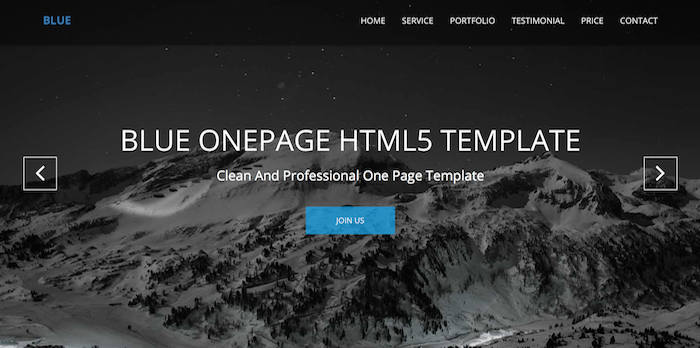 BLUE
HOME SERVICE PORTFOLIO TESTIMONIAL PRICE CONTACT
BLUE ONEPAGE HTML5 TEMPLATE
Clean And Professional One Page Template
JOIN US